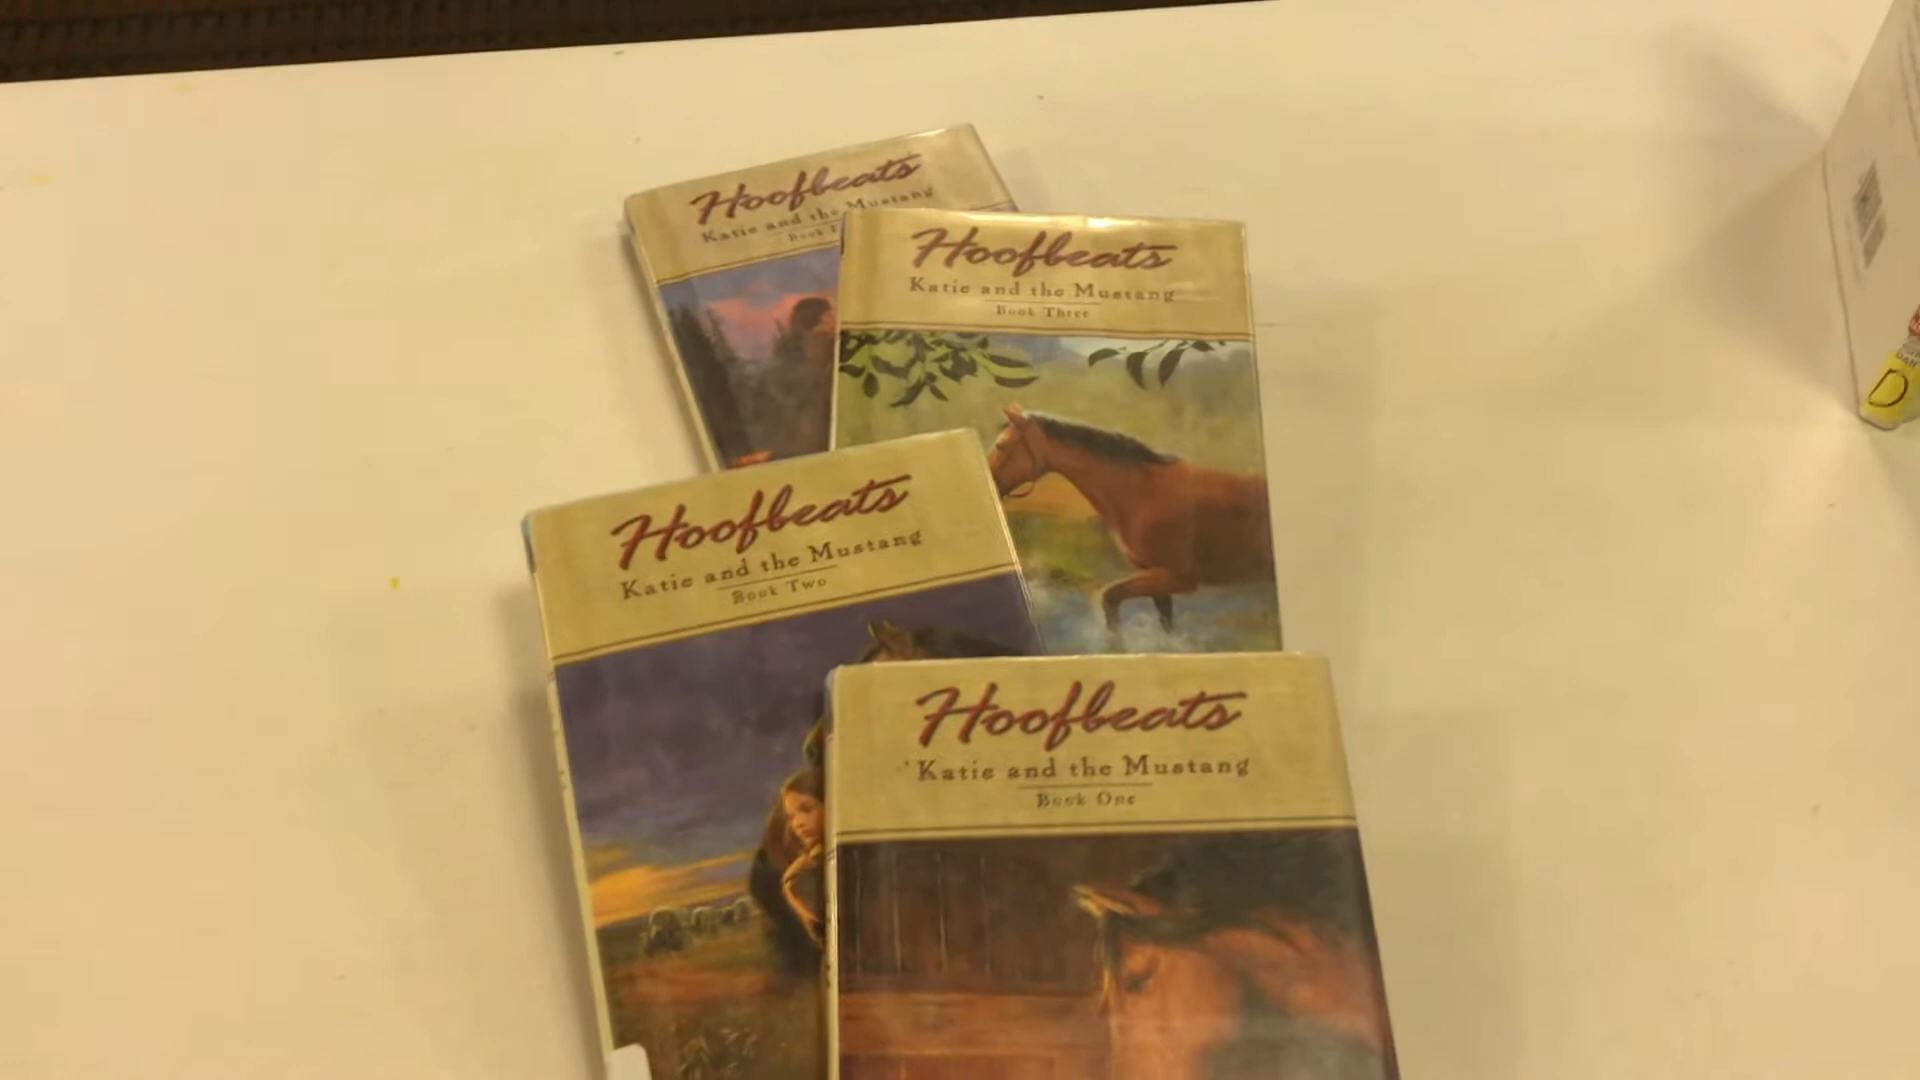 Hoofbeats
Katie and the Mustang
Book
Hoofbeats
Katie and the Mustang
Book Three
Hoofbeats
Katie and the Mustang
Book Two
Hoofbeats
Katie and the Mustang
Book One
D